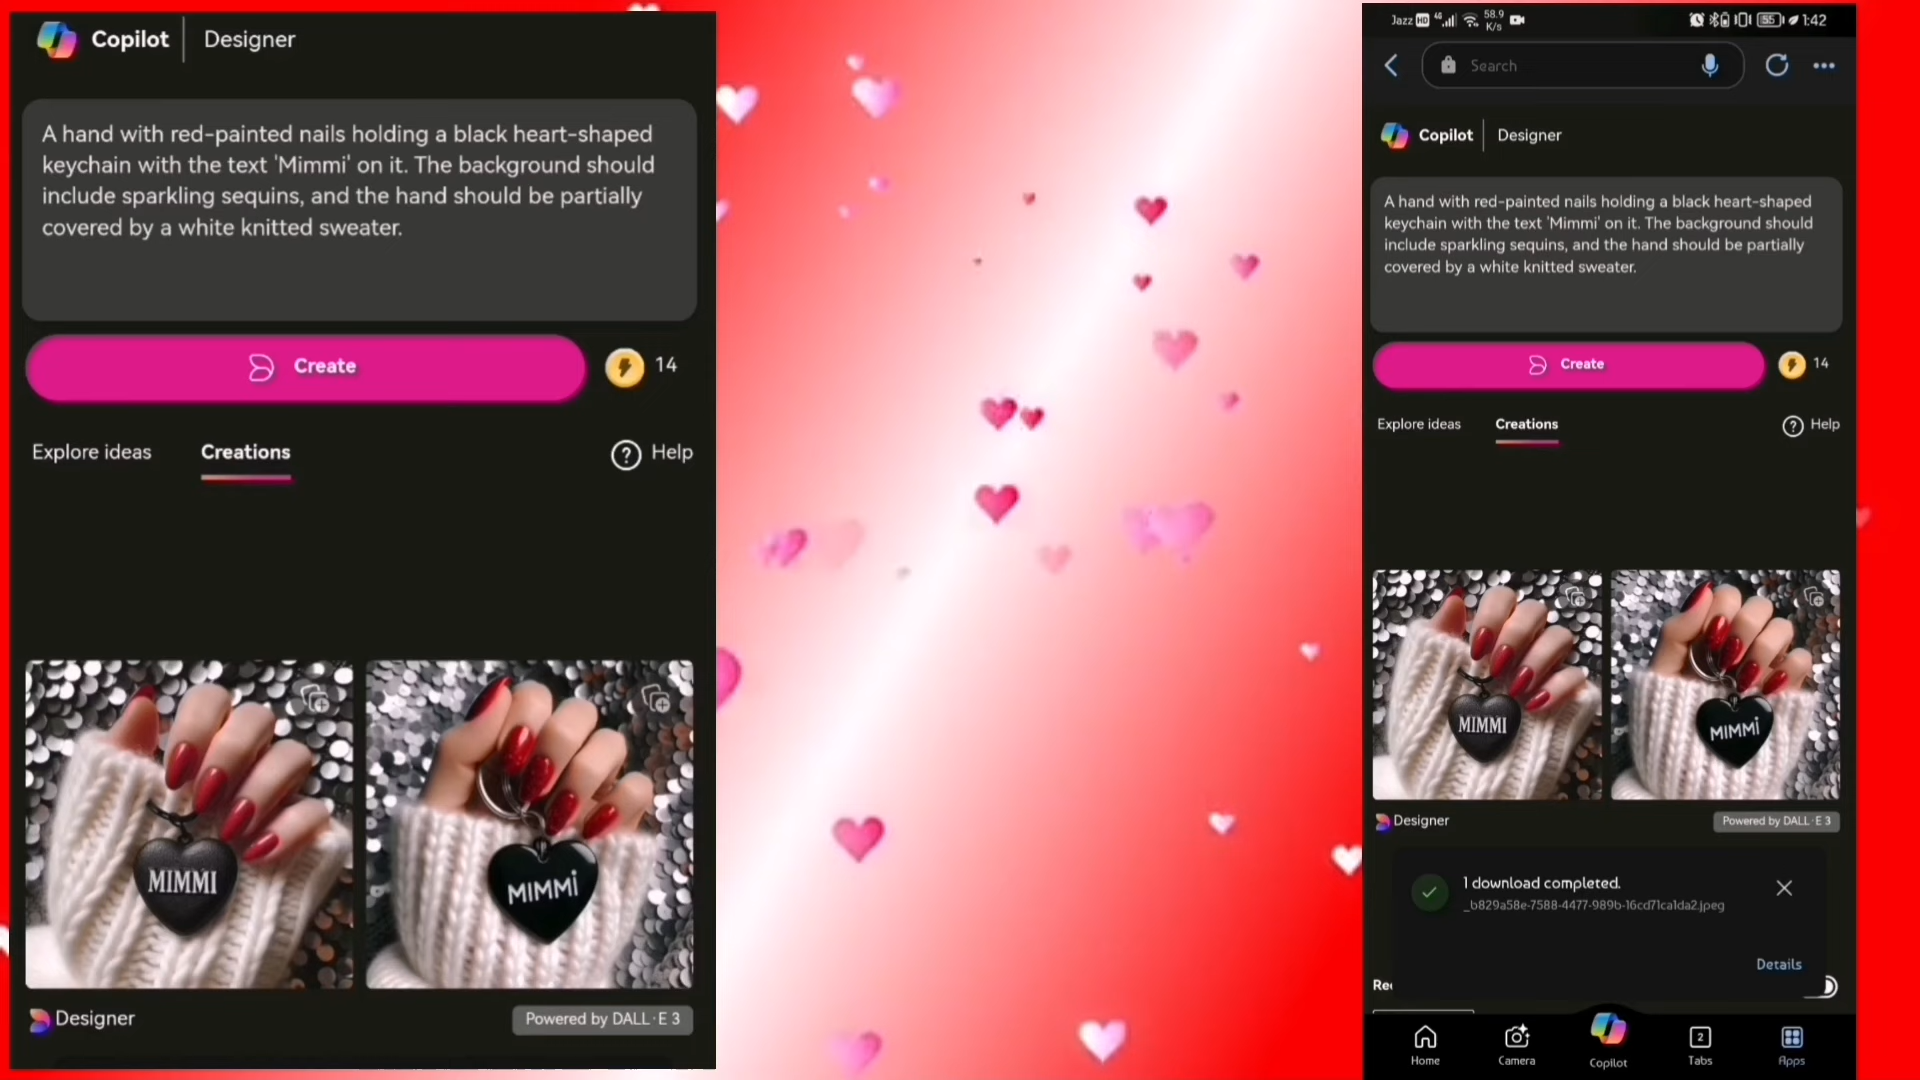 Copilot
Designer
A hand with red-painted nails holding a black heart-shaped
keychain with the text 'Mimmi' on it. The background should
include sparkling sequins, and the hand should be partially
covered by a white knitted sweater.
Create
14
Explore ideas
Creations
Help
MIMMI
MIMMi
Designer
Powered by DALL·E 3
Jazz HD 4G 58.9 K/s
55 1:42
Search
Copilot
Designer
A hand with red-painted nails holding a black heart-shaped
keychain with the text 'Mimmi' on it. The background should
include sparkling sequins, and the hand should be partially
covered by a white knitted sweater.
Create
14
Explore ideas
Creations
Help
MIMMI
MIMMi
Designer
Powered by DALL·E 3
1 download completed.
_b829a58e-7588-4477-989b-16cd71ca1da2.jpeg
Details
Home
Camera
Copilot
2
Tabs
Apps